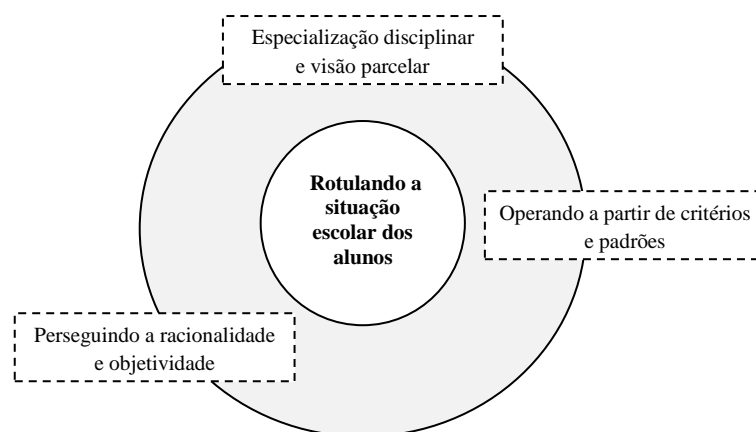 Especialização disciplinar
e visão parcelar
Rotulando a
situação
escolar dos
alunos
Operando a partir de critérios
e padrões
Perseguindo a racionalidade
e objetividade